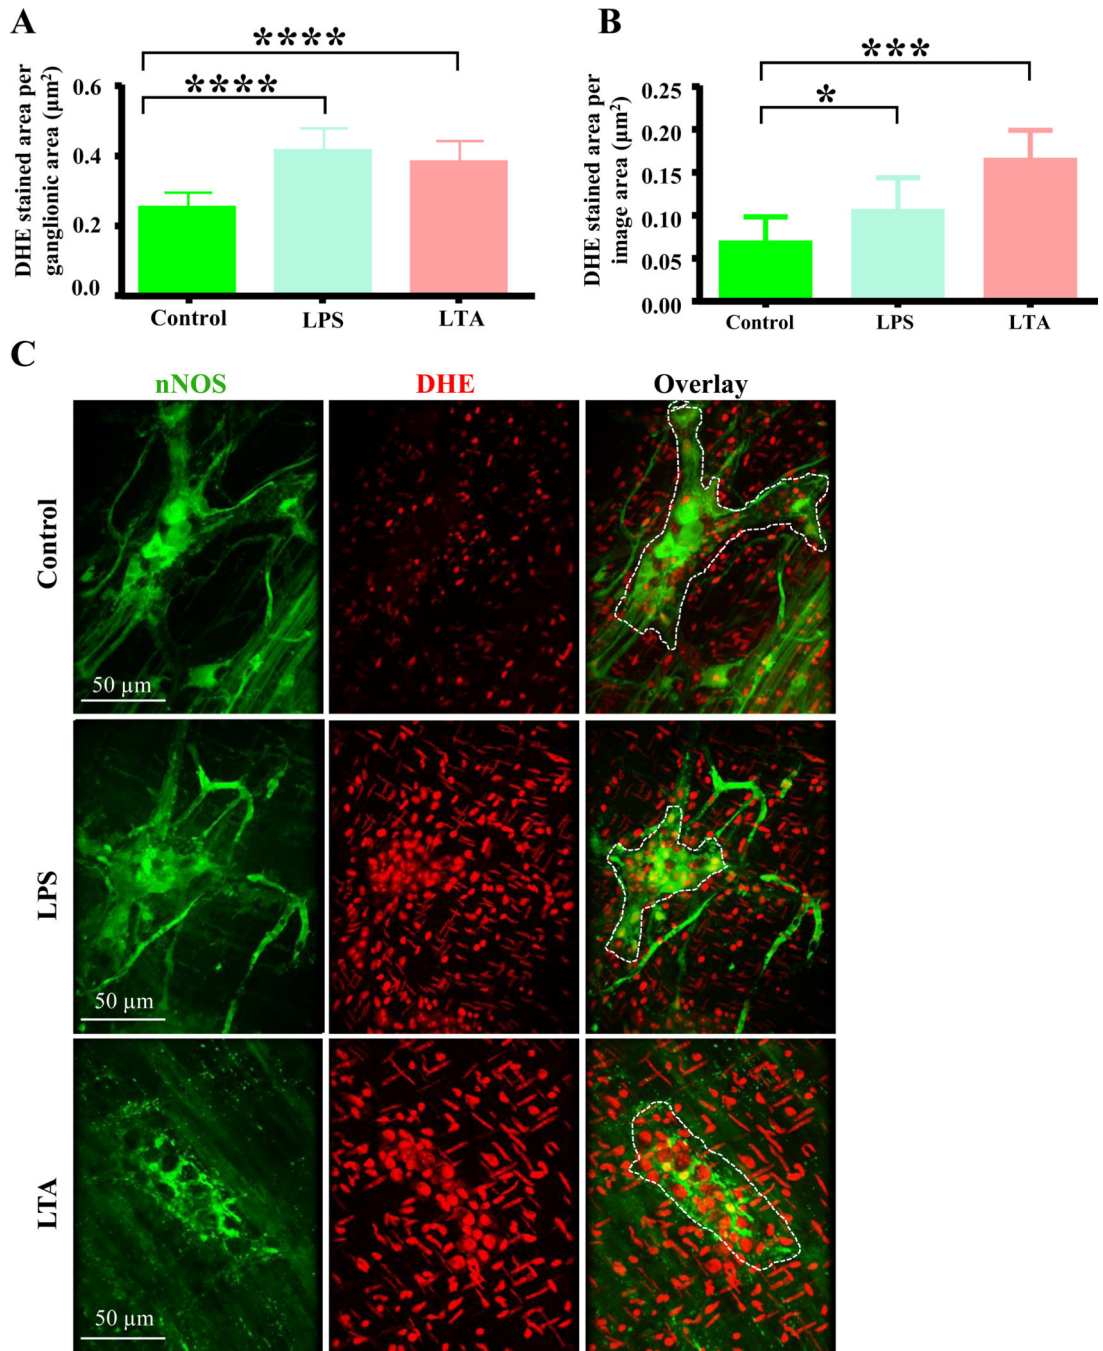 A
B
****
****
DHE stained area per
ganglionic area (µm²)
0.6
0.4
0.2
0.0
Control
LPS
LTA
***
*
DHE stained area per
image area (µm²)
0.25
0.20
0.15
0.10
0.05
0.00
Control
LPS
LTA
C
nNOS
DHE
Overlay
Control
50 µm
LPS
50 µm
LTA
50 µm